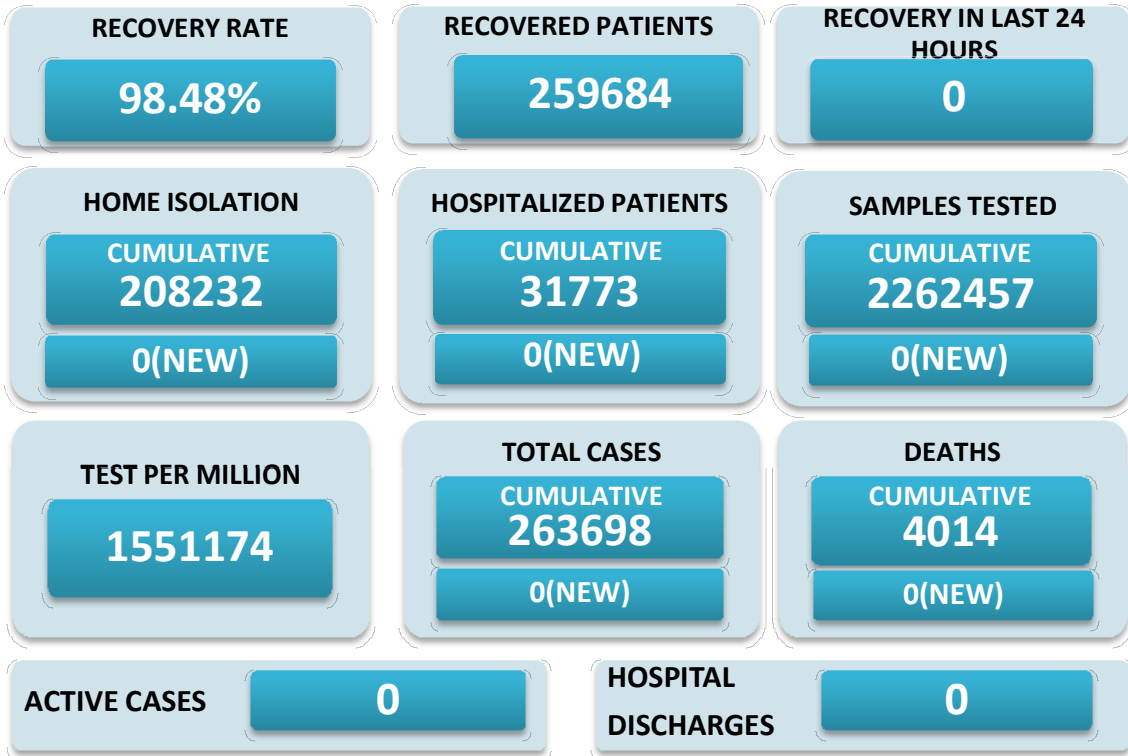 RECOVERY RATE
98.48%
RECOVERED PATIENTS
259684
RECOVERY IN LAST 24
HOURS
0
HOME ISOLATION
CUMULATIVE
208232
0(NEW)
HOSPITALIZED PATIENTS
CUMULATIVE
31773
0(NEW)
SAMPLES TESTED
CUMULATIVE
2262457
0(NEW)
TEST PER MILLION
1551174
TOTAL CASES
CUMULATIVE
263698
0(NEW)
DEATHS
CUMULATIVE
4014
0(NEW)
ACTIVE CASES
0
HOSPITAL
DISCHARGES
0